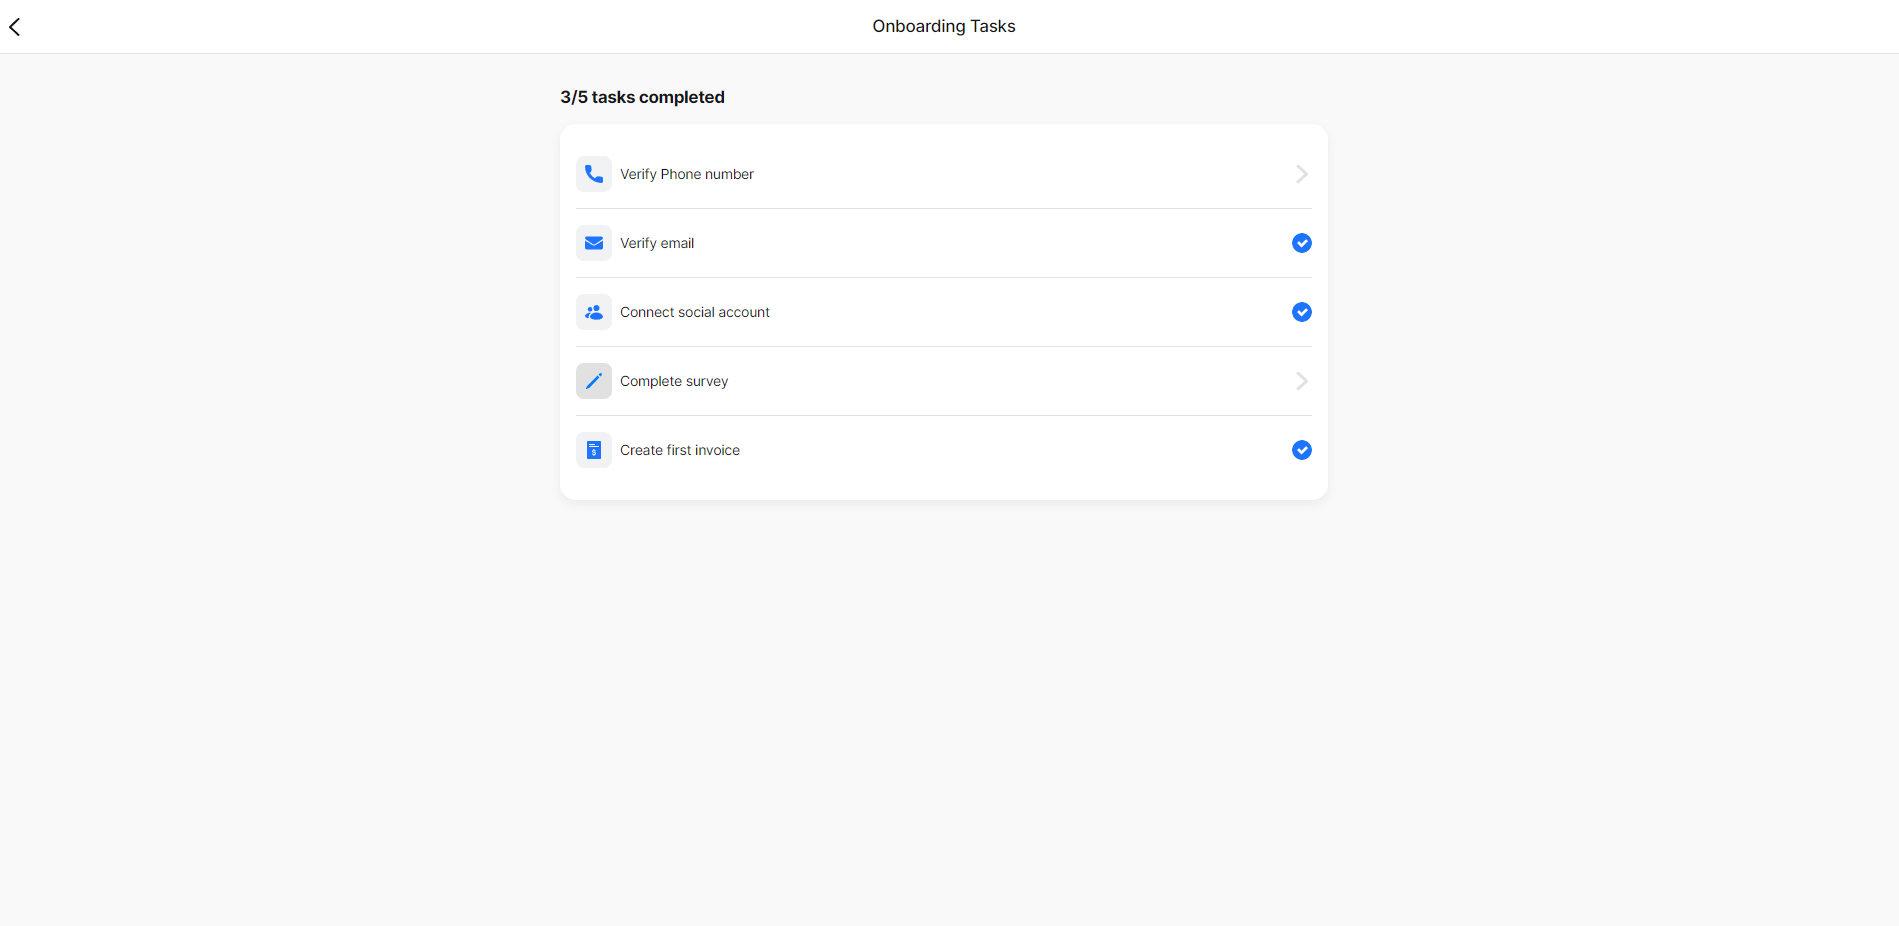 Onboarding Tasks
3/5 tasks completed
Verify Phone number
Verify email
Connect social account
Complete survey
$
Create first invoice